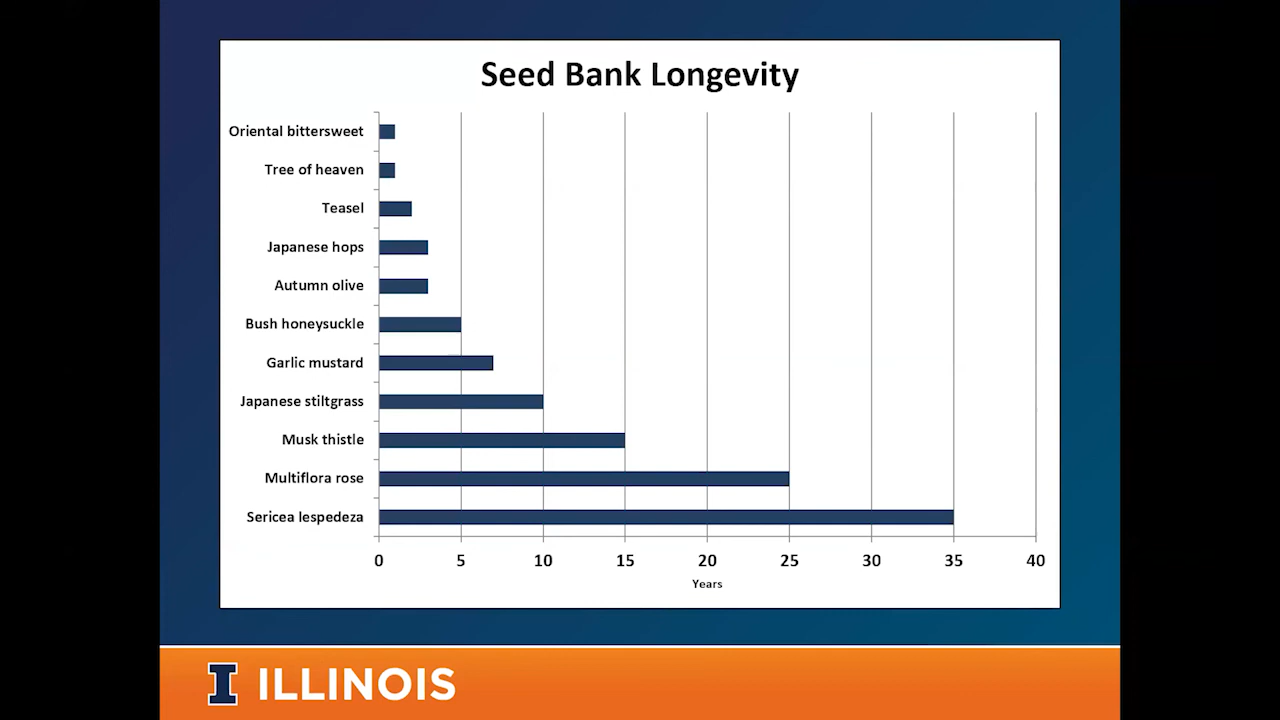 Seed Bank Longevity
Oriental bittersweet
Tree of heaven
Teasel
Japanese hops
Autumn olive
Bush honeysuckle
Garlic mustard
Japanese stiltgrass
Musk thistle
Multiflora rose
Sericea lespedeza
0 5 10 15 20 25 30 35 40
Years
I ILLINOIS